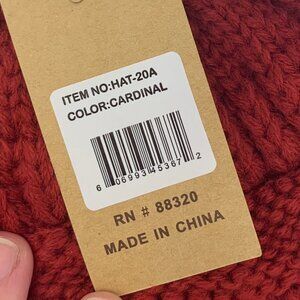 ITEM NO:HAT-20A
COLOR:CARDINAL
6 06993 45367 2
RN # 88320
MADE IN CHINA